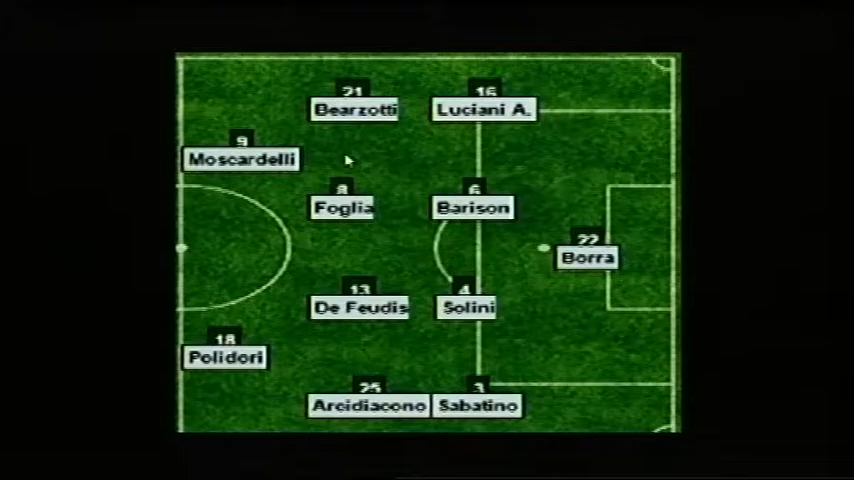 21
Bearzotti
16
Luciani A.
9
Moscardelli
8
Foglia
6
Barison
22
Borra
13
De Feudis
4
Solini
18
Polidori
25
Arcidiacono
3
Sabatino